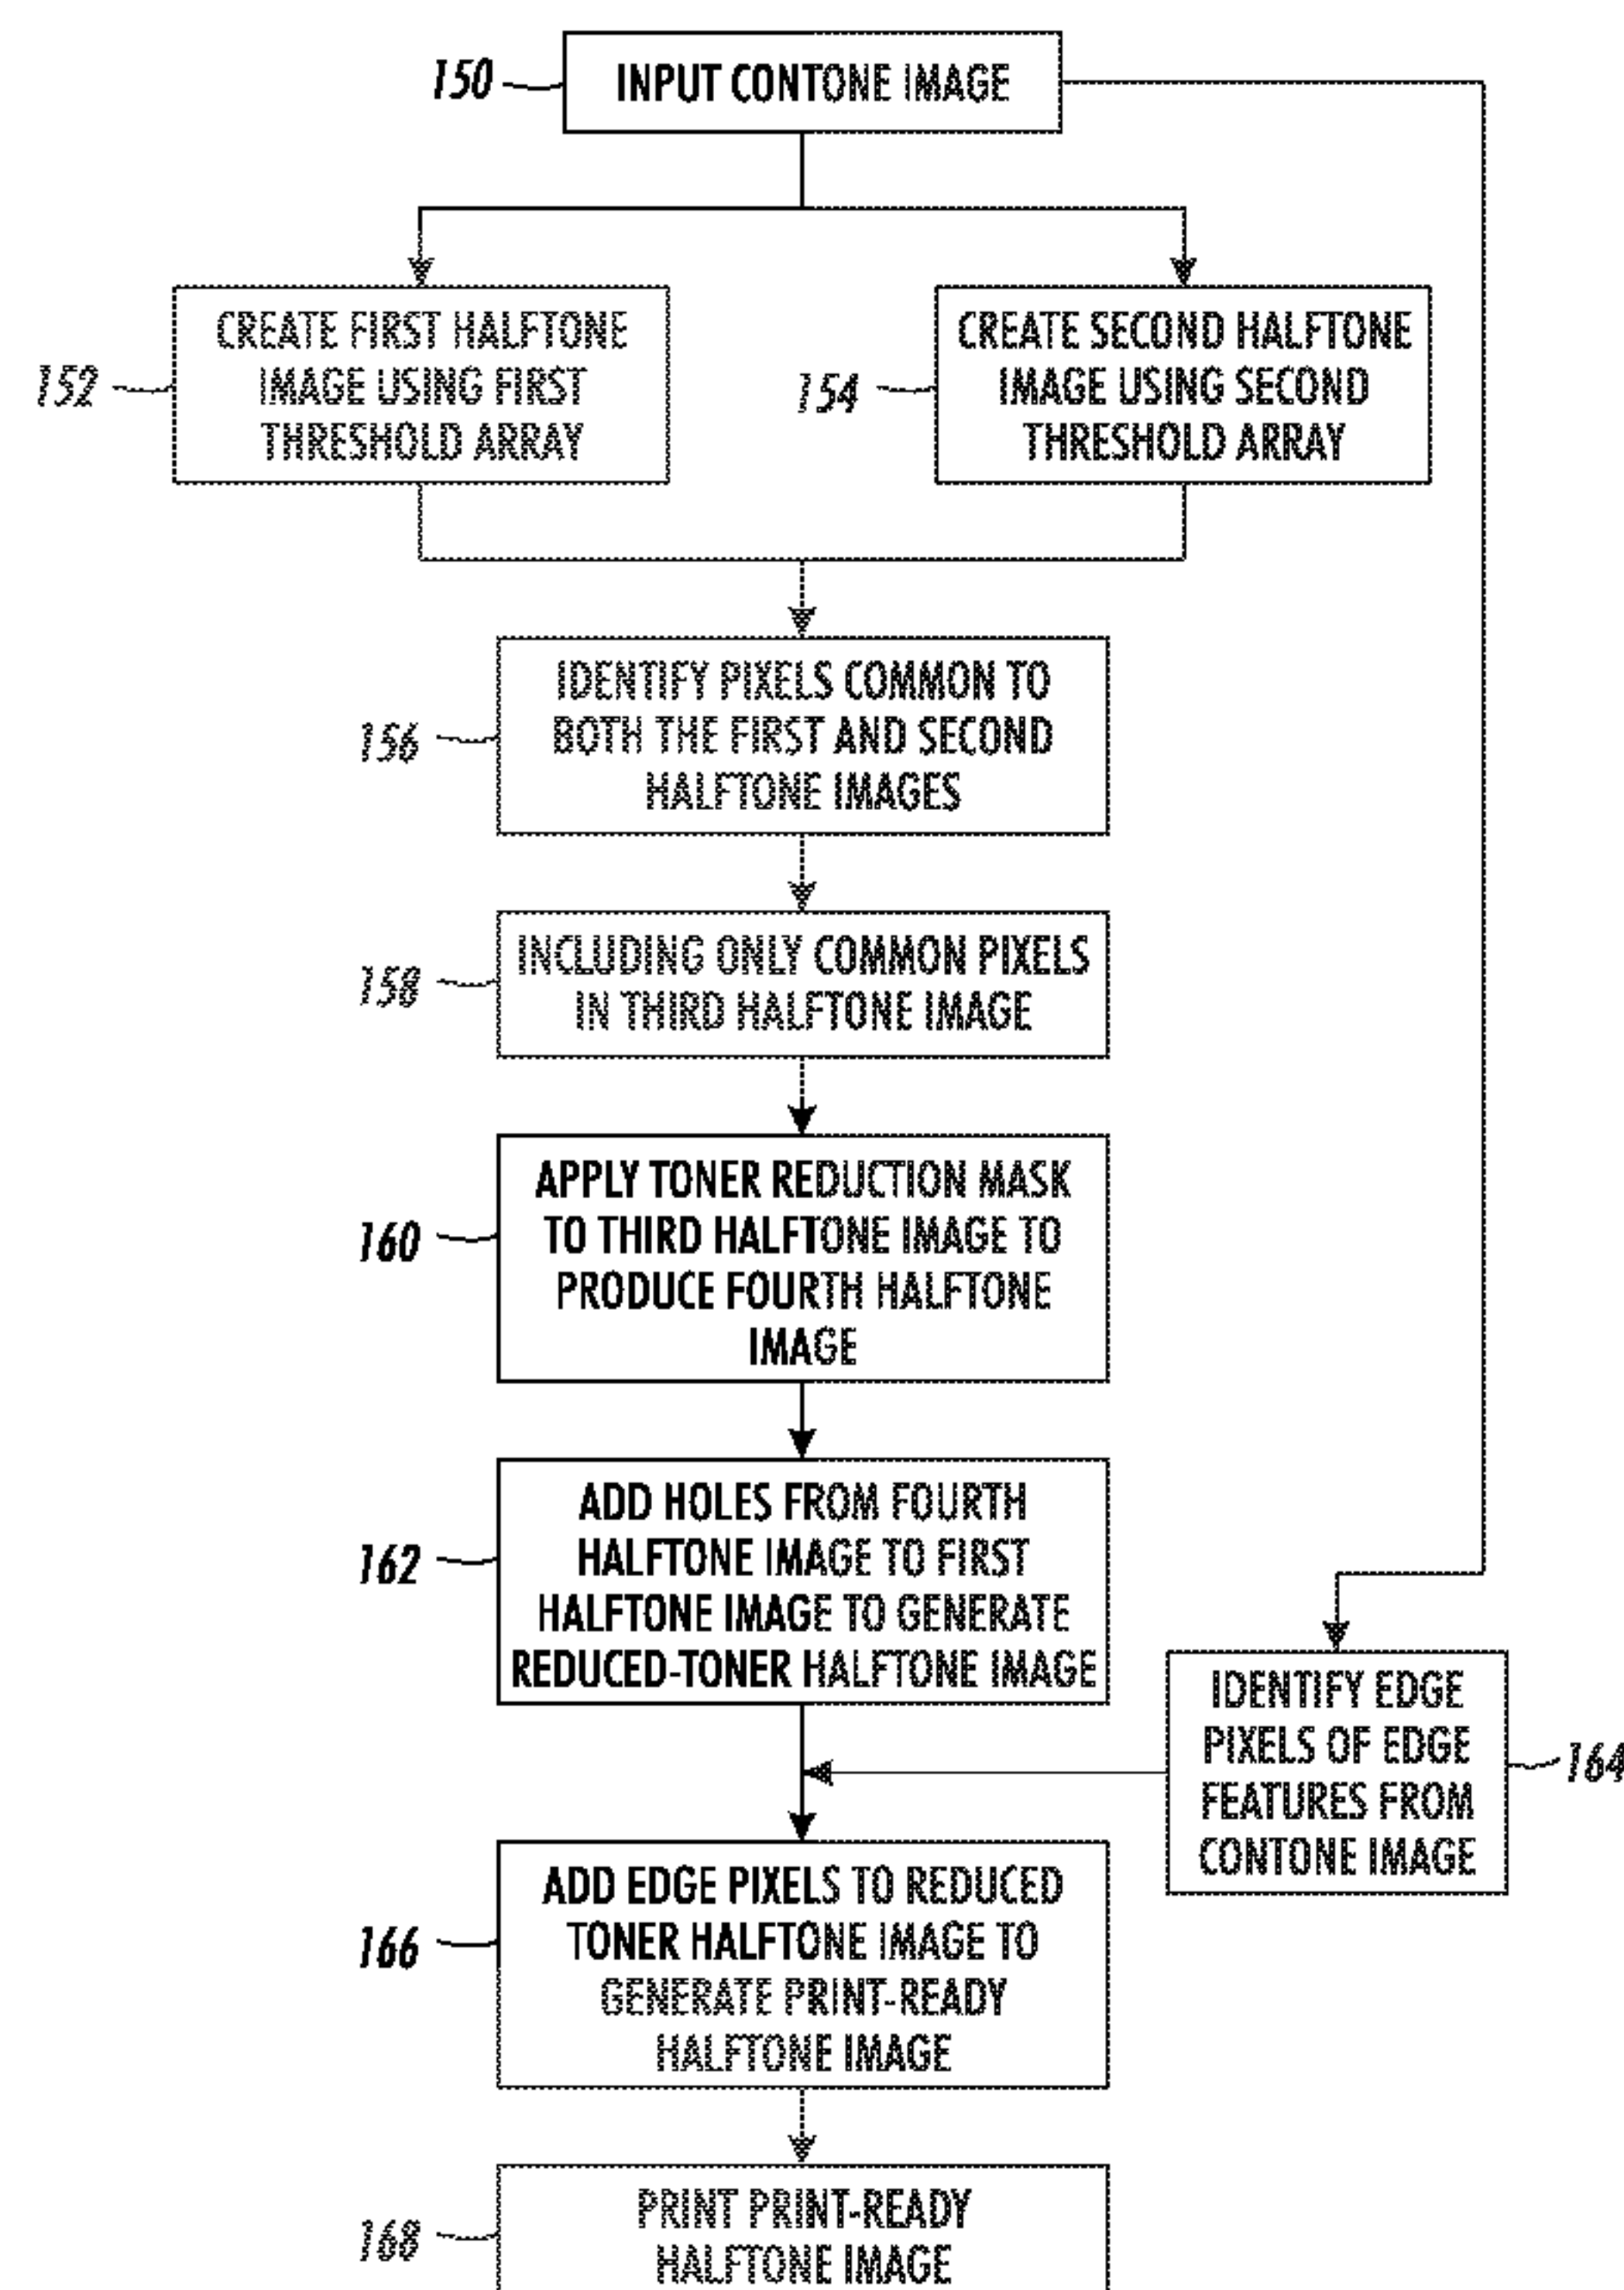 150
INPUT CONTONE IMAGE
152
CREATE FIRST HALFTONE
IMAGE USING FIRST
THRESHOLD ARRAY
154
CREATE SECOND HALFTONE
IMAGE USING SECOND
THRESHOLD ARRAY
156
IDENTIFY PIXELS COMMON TO
BOTH THE FIRST AND SECOND
HALFTONE IMAGES
158
INCLUDING ONLY COMMON PIXELS
IN THIRD HALFTONE IMAGE
160
APPLY TONER REDUCTION MASK
TO THIRD HALFTONE IMAGE TO
PRODUCE FOURTH HALFTONE
IMAGE
162
ADD HOLES FROM FOURTH
HALFTONE IMAGE TO FIRST
HALFTONE IMAGE TO GENERATE
REDUCED-TONER HALFTONE IMAGE
IDENTIFY EDGE
PIXELS OF EDGE
FEATURES FROM
CONTONE IMAGE
164
166
ADD EDGE PIXELS TO REDUCED
TONER HALFTONE IMAGE TO
GENERATE PRINT-READY
HALFTONE IMAGE
168
PRINT PRINT-READY
HALFTONE IMAGE